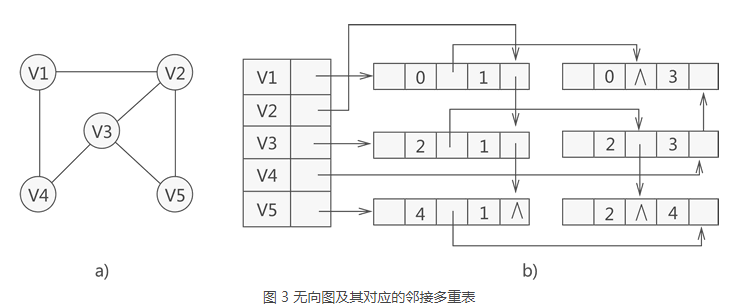 V1 V2
V3
V4 V5
a)
V1 0 1 0 ∧ 3
V2
V3 2 1 2 3
V4
V5 4 1 ∧ 2 ∧ 4
b)
图 3 无向图及其对应的邻接多重表